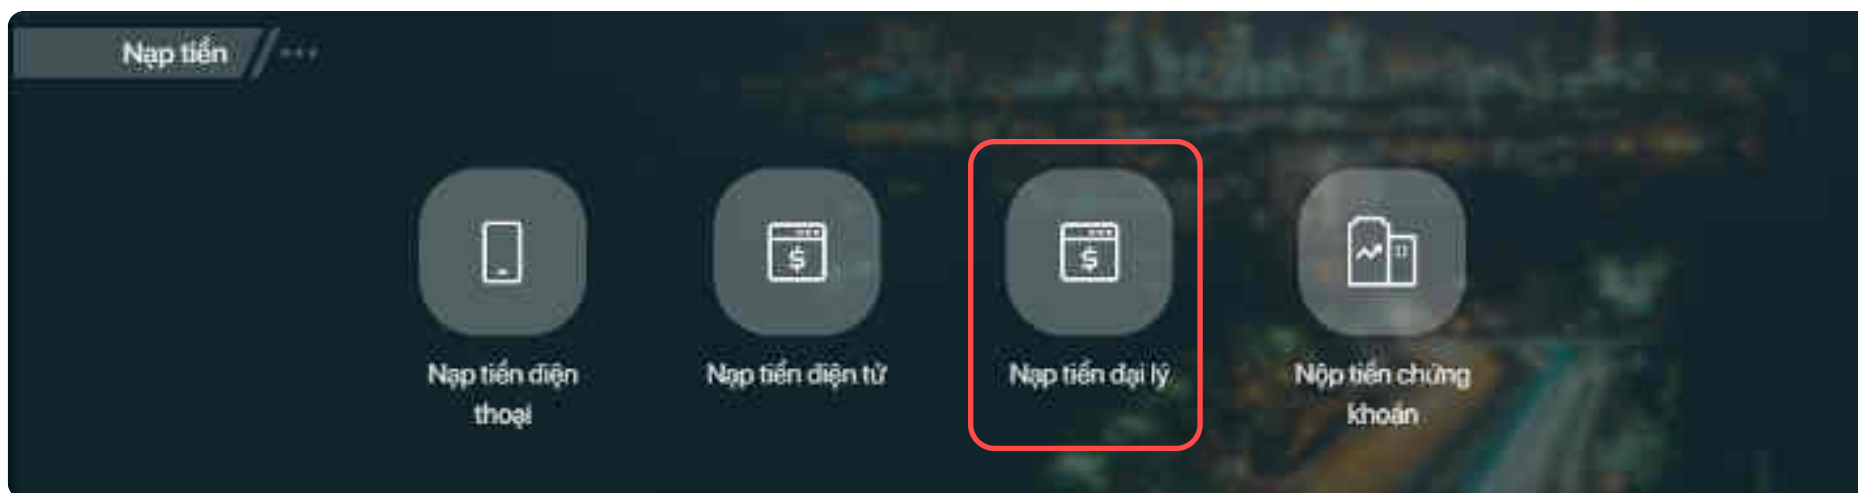 Nạp tiền
Nạp tiền điện
thoại
Nạp tiền điện tử
Nạp tiền đại lý
Nộp tiền chứng
khoán